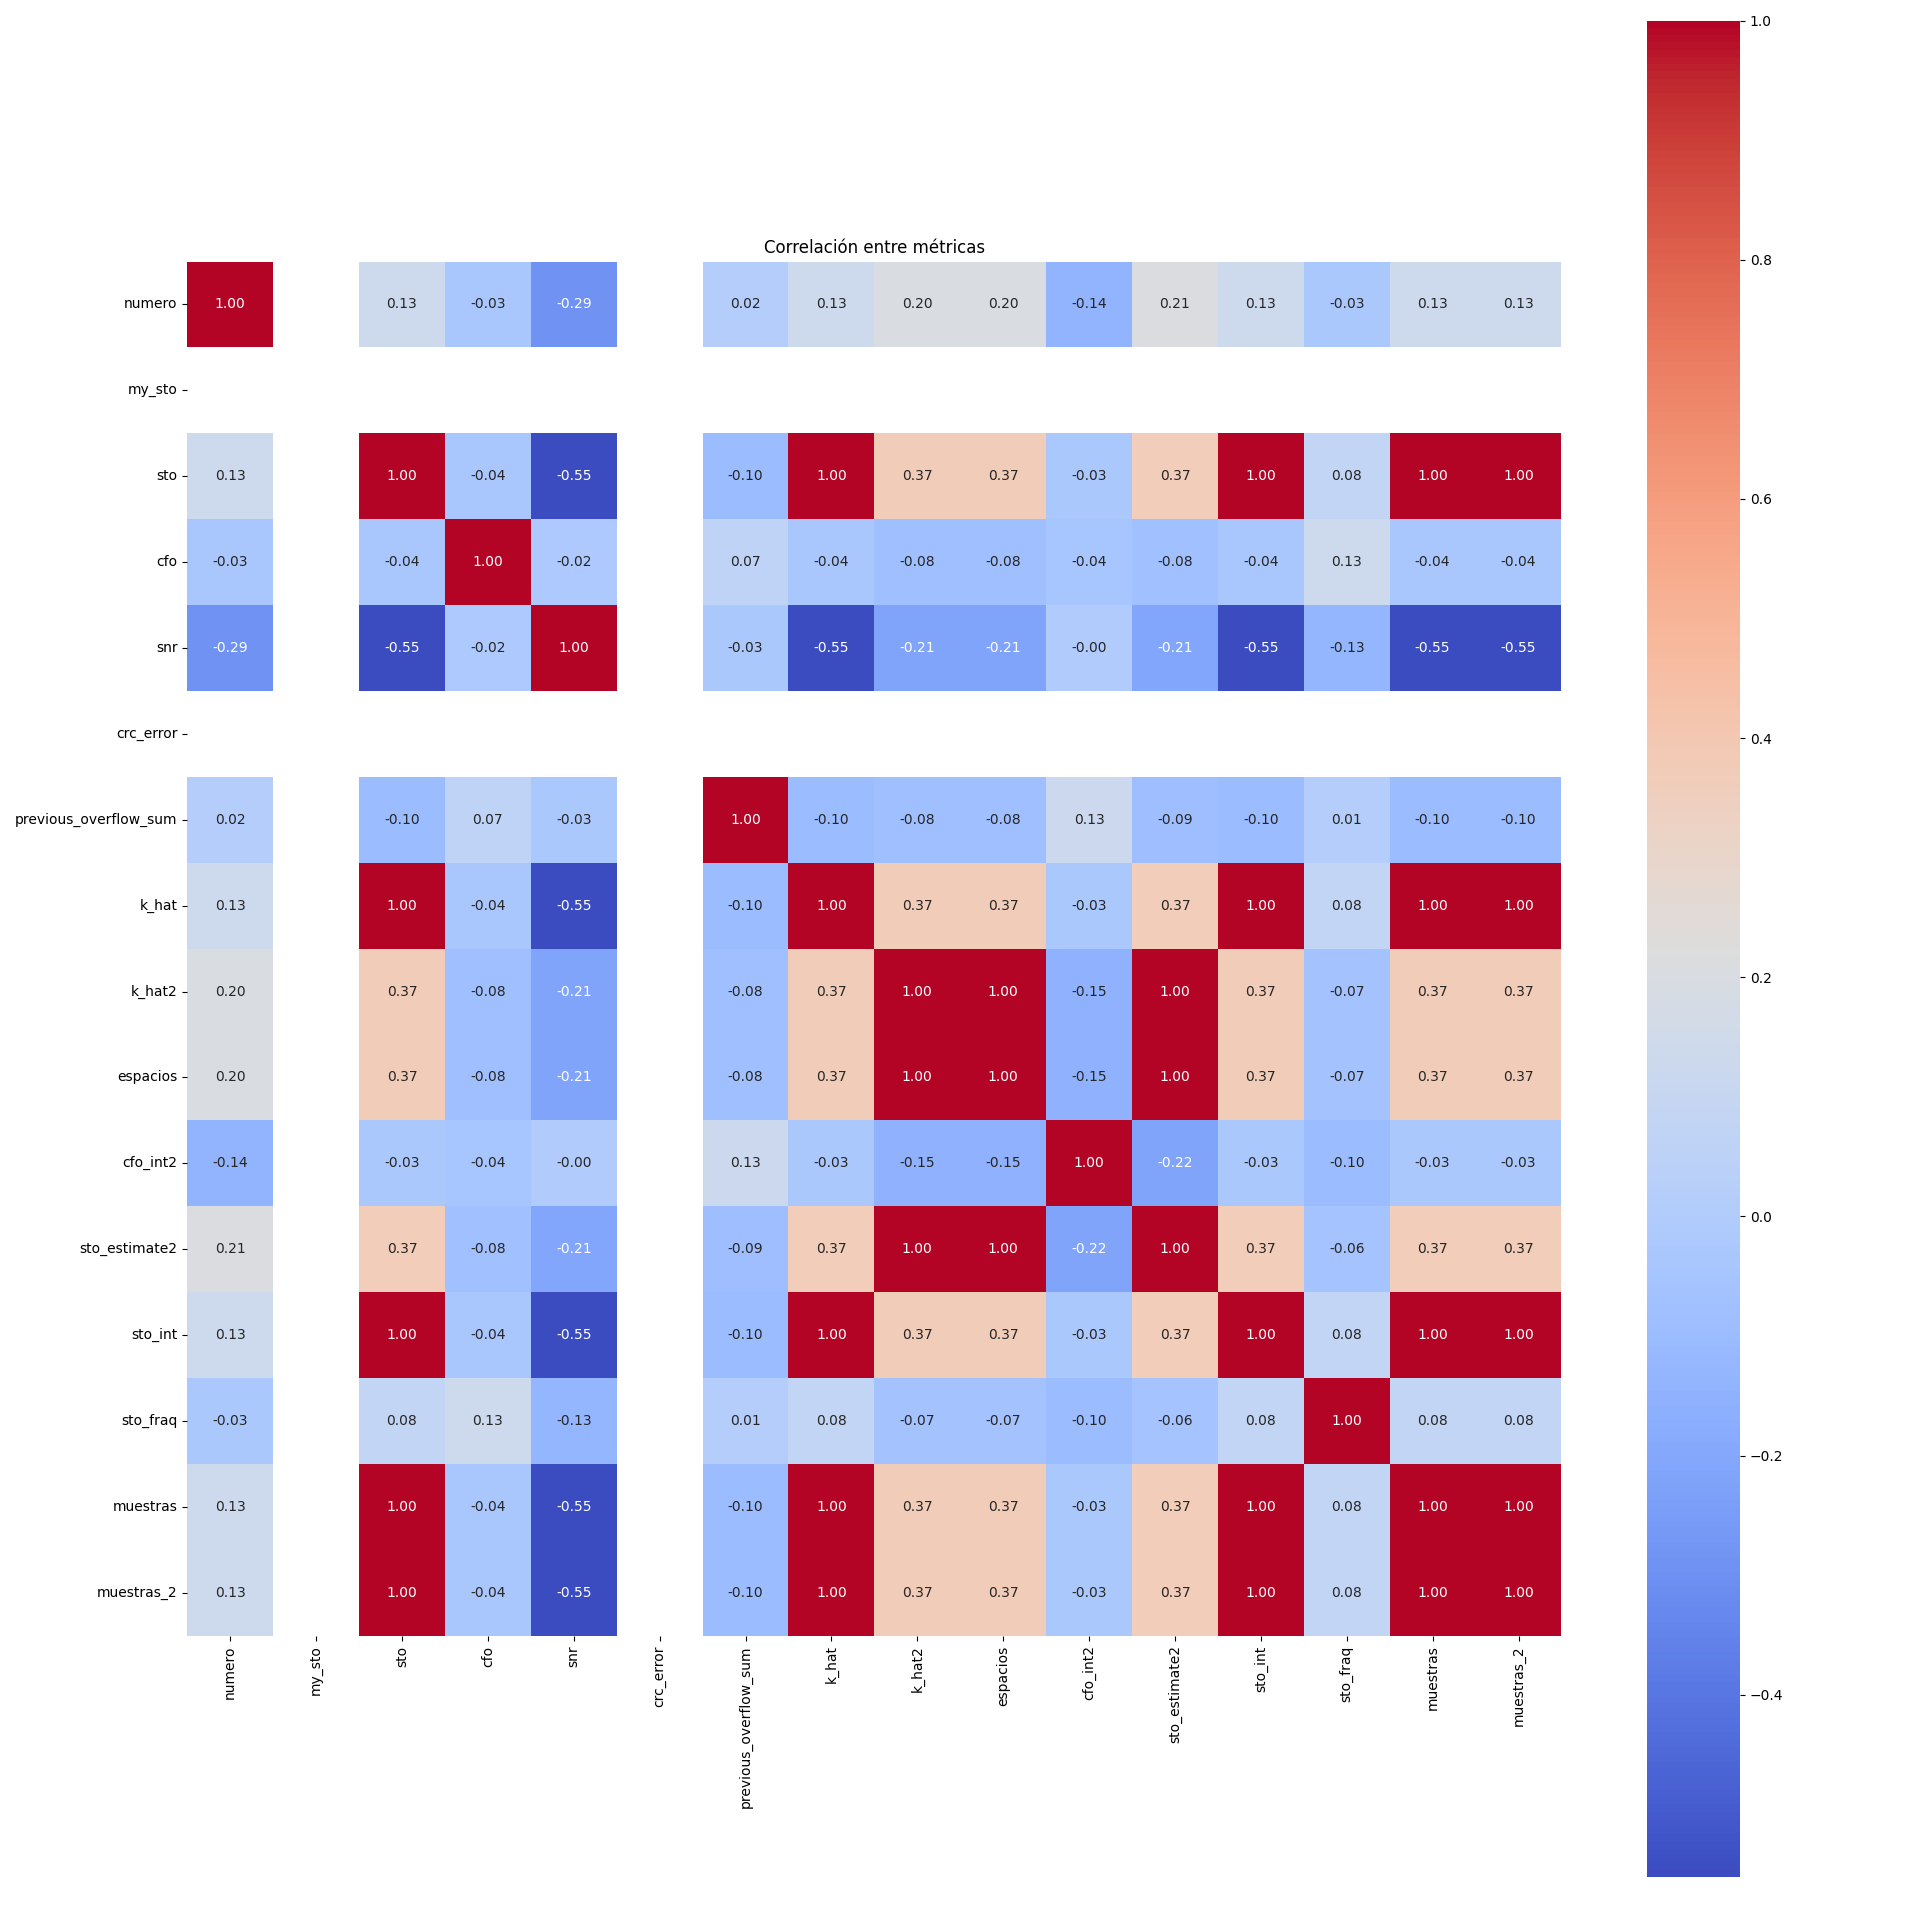 Correlación entre métricas
numero 1.00 0.13 -0.03 -0.29 0.02 0.13 0.20 0.20 -0.14 0.21 0.13 -0.03 0.13 0.13
my_sto
sto 0.13 1.00 -0.04 -0.55 -0.10 1.00 0.37 0.37 -0.03 0.37 1.00 0.08 1.00 1.00
cfo -0.03 -0.04 1.00 -0.02 0.07 -0.04 -0.08 -0.08 -0.04 -0.08 -0.04 0.13 -0.04 -0.04
snr -0.29 -0.55 -0.02 1.00 -0.03 -0.55 -0.21 -0.21 -0.00 -0.21 -0.55 -0.13 -0.55 -0.55
crc_error
previous_overflow_sum 0.02 -0.10 0.07 -0.03 1.00 -0.10 -0.08 -0.08 0.13 -0.09 -0.10 0.01 -0.10 -0.10
k_hat 0.13 1.00 -0.04 -0.55 -0.10 1.00 0.37 0.37 -0.03 0.37 1.00 0.08 1.00 1.00
k_hat2 0.20 0.37 -0.08 -0.21 -0.08 0.37 1.00 1.00 -0.15 1.00 0.37 -0.07 0.37 0.37
espacios 0.20 0.37 -0.08 -0.21 -0.08 0.37 1.00 1.00 -0.15 1.00 0.37 -0.07 0.37 0.37
cfo_int2 -0.14 -0.03 -0.04 -0.00 0.13 -0.03 -0.15 -0.15 1.00 -0.22 -0.03 -0.10 -0.03 -0.03
sto_estimate2 0.21 0.37 -0.08 -0.21 -0.09 0.37 1.00 1.00 -0.22 1.00 0.37 -0.06 0.37 0.37
sto_int 0.13 1.00 -0.04 -0.55 -0.10 1.00 0.37 0.37 -0.03 0.37 1.00 0.08 1.00 1.00
sto_fraq -0.03 0.08 0.13 -0.13 0.01 0.08 -0.07 -0.07 -0.10 -0.06 0.08 1.00 0.08 0.08
muestras 0.13 1.00 -0.04 -0.55 -0.10 1.00 0.37 0.37 -0.03 0.37 1.00 0.08 1.00 1.00
muestras_2 0.13 1.00 -0.04 -0.55 -0.10 1.00 0.37 0.37 -0.03 0.37 1.00 0.08 1.00 1.00
numero my_sto sto cfo snr crc_error previous_overflow_sum k_hat k_hat2 espacios cfo_int2 sto_estimate2 sto_int sto_fraq muestras muestras_2
1.0
0.8
0.6
0.4
0.2
0.0
−0.2
−0.4